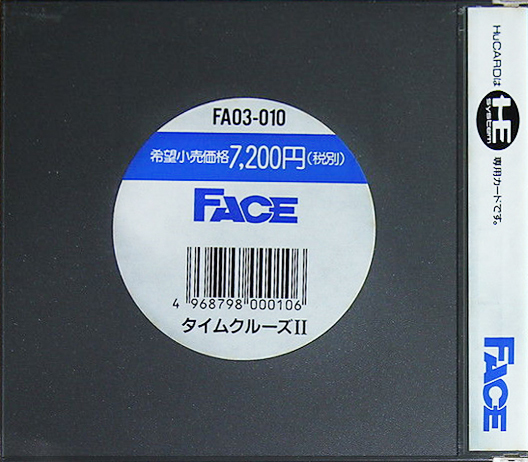 FA03-010
希望小売価格7,200円(税別)
FACE
4 968798 000106
タイムクルーズII
HuCARDは
HE
system
専用カードです。
FACE